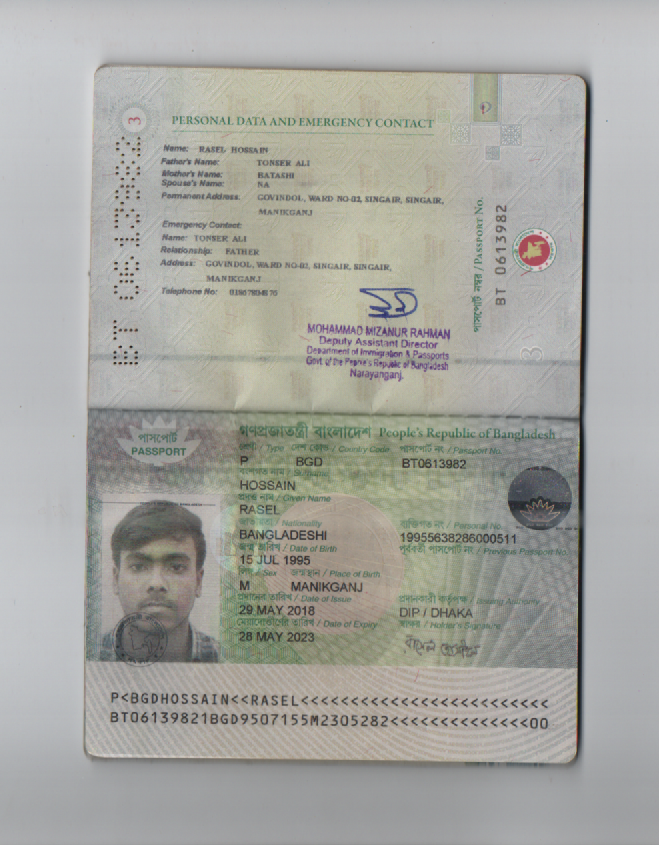 3
PERSONAL DATA AND EMERGENCY CONTACT
Name: RASEL HOSSAIN
Father's Name: TONSER ALI
Mother's Name: BATASHI
Spouse's Name: NA
Permanent Address: GOVINDOL, WARD NO-02, SINGAIR, SINGAIR,
MANIKGANJ
Emergency Contact:
Name: TONSER ALI
Relationship: FATHER
Address: GOVINDOL, WARD NO-02, SINGAIR, SINGAIR,
MANIKGANJ
Telephone No:
MOHAMMAD MIZANUR RAHMAN
Deputy Assistant Director
Department of Immigration & Passports
Govt. of the People's Republic of Bangladesh
Narayanganj.
পাসপোর্ট নম্বর / PASSPORT No.
BT 0613982
BT 0613982
পাসপোর্ট
PASSPORT
গণপ্রজাতন্ত্রী বাংলাদেশ People's Republic of Bangladesh
শ্রেণী / Type দেশ কোড / Country Code পাসপোর্ট নং / Passport No.
P BGD BT0613982
বংশগত নাম / Surname
HOSSAIN
প্রদত্ত নাম / Given Name
RASEL
জাতীয়তা / Nationality ব্যক্তিগত নং / Personal No.
BANGLADESHI 19955638286000511
জন্ম তারিখ / Date of Birth পূর্ববর্তী পাসপোর্ট নং / Previous Passport No.
15 JUL 1995
লিঙ্গ / Sex জন্মস্থান / Place of Birth
M MANIKGANJ
প্রদানের তারিখ / Date of Issue প্রদানকারী কর্তৃপক্ষ / Issuing Authority
29 MAY 2018 DIP / DHAKA
মেয়াদোত্তীর্ণের তারিখ / Date of Expiry স্বাক্ষর / Holder's Signature
28 MAY 2023 রাসেল হোসাইন
P<BGDHOSSAIN<<RASEL<<<<<<<<<<<<<<<<<<<<<<<<<
BT06139821BGD9507155M2305282<<<<<<<<<<<<<<00